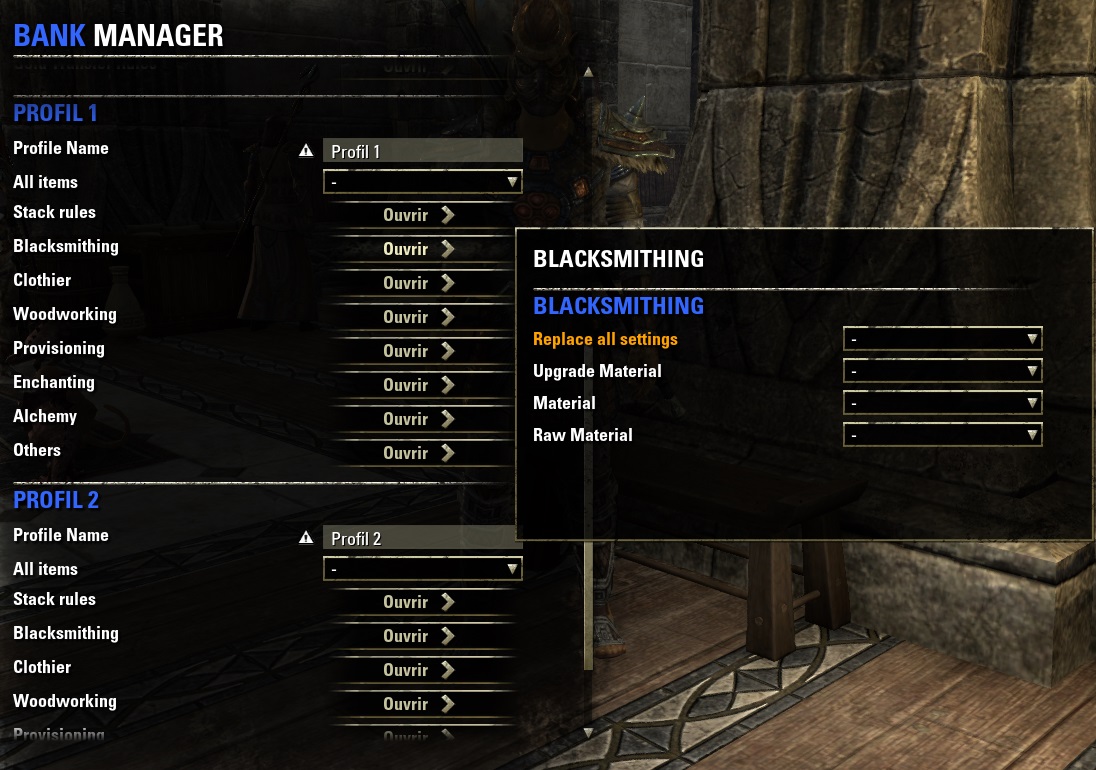 BANK MANAGER
PROFIL 1
Profile Name Profil 1
All items -
Stack rules Ouvrir
Blacksmithing Ouvrir
Clothier Ouvrir
Woodworking Ouvrir
Provisioning Ouvrir
Enchanting Ouvrir
Alchemy Ouvrir
Others Ouvrir
PROFIL 2
Profile Name Profil 2
All items -
Stack rules Ouvrir
Blacksmithing Ouvrir
Clothier Ouvrir
Woodworking Ouvrir
Provisioning Ouvrir
BLACKSMITHING
BLACKSMITHING
Replace all settings -
Upgrade Material -
Material -
Raw Material -